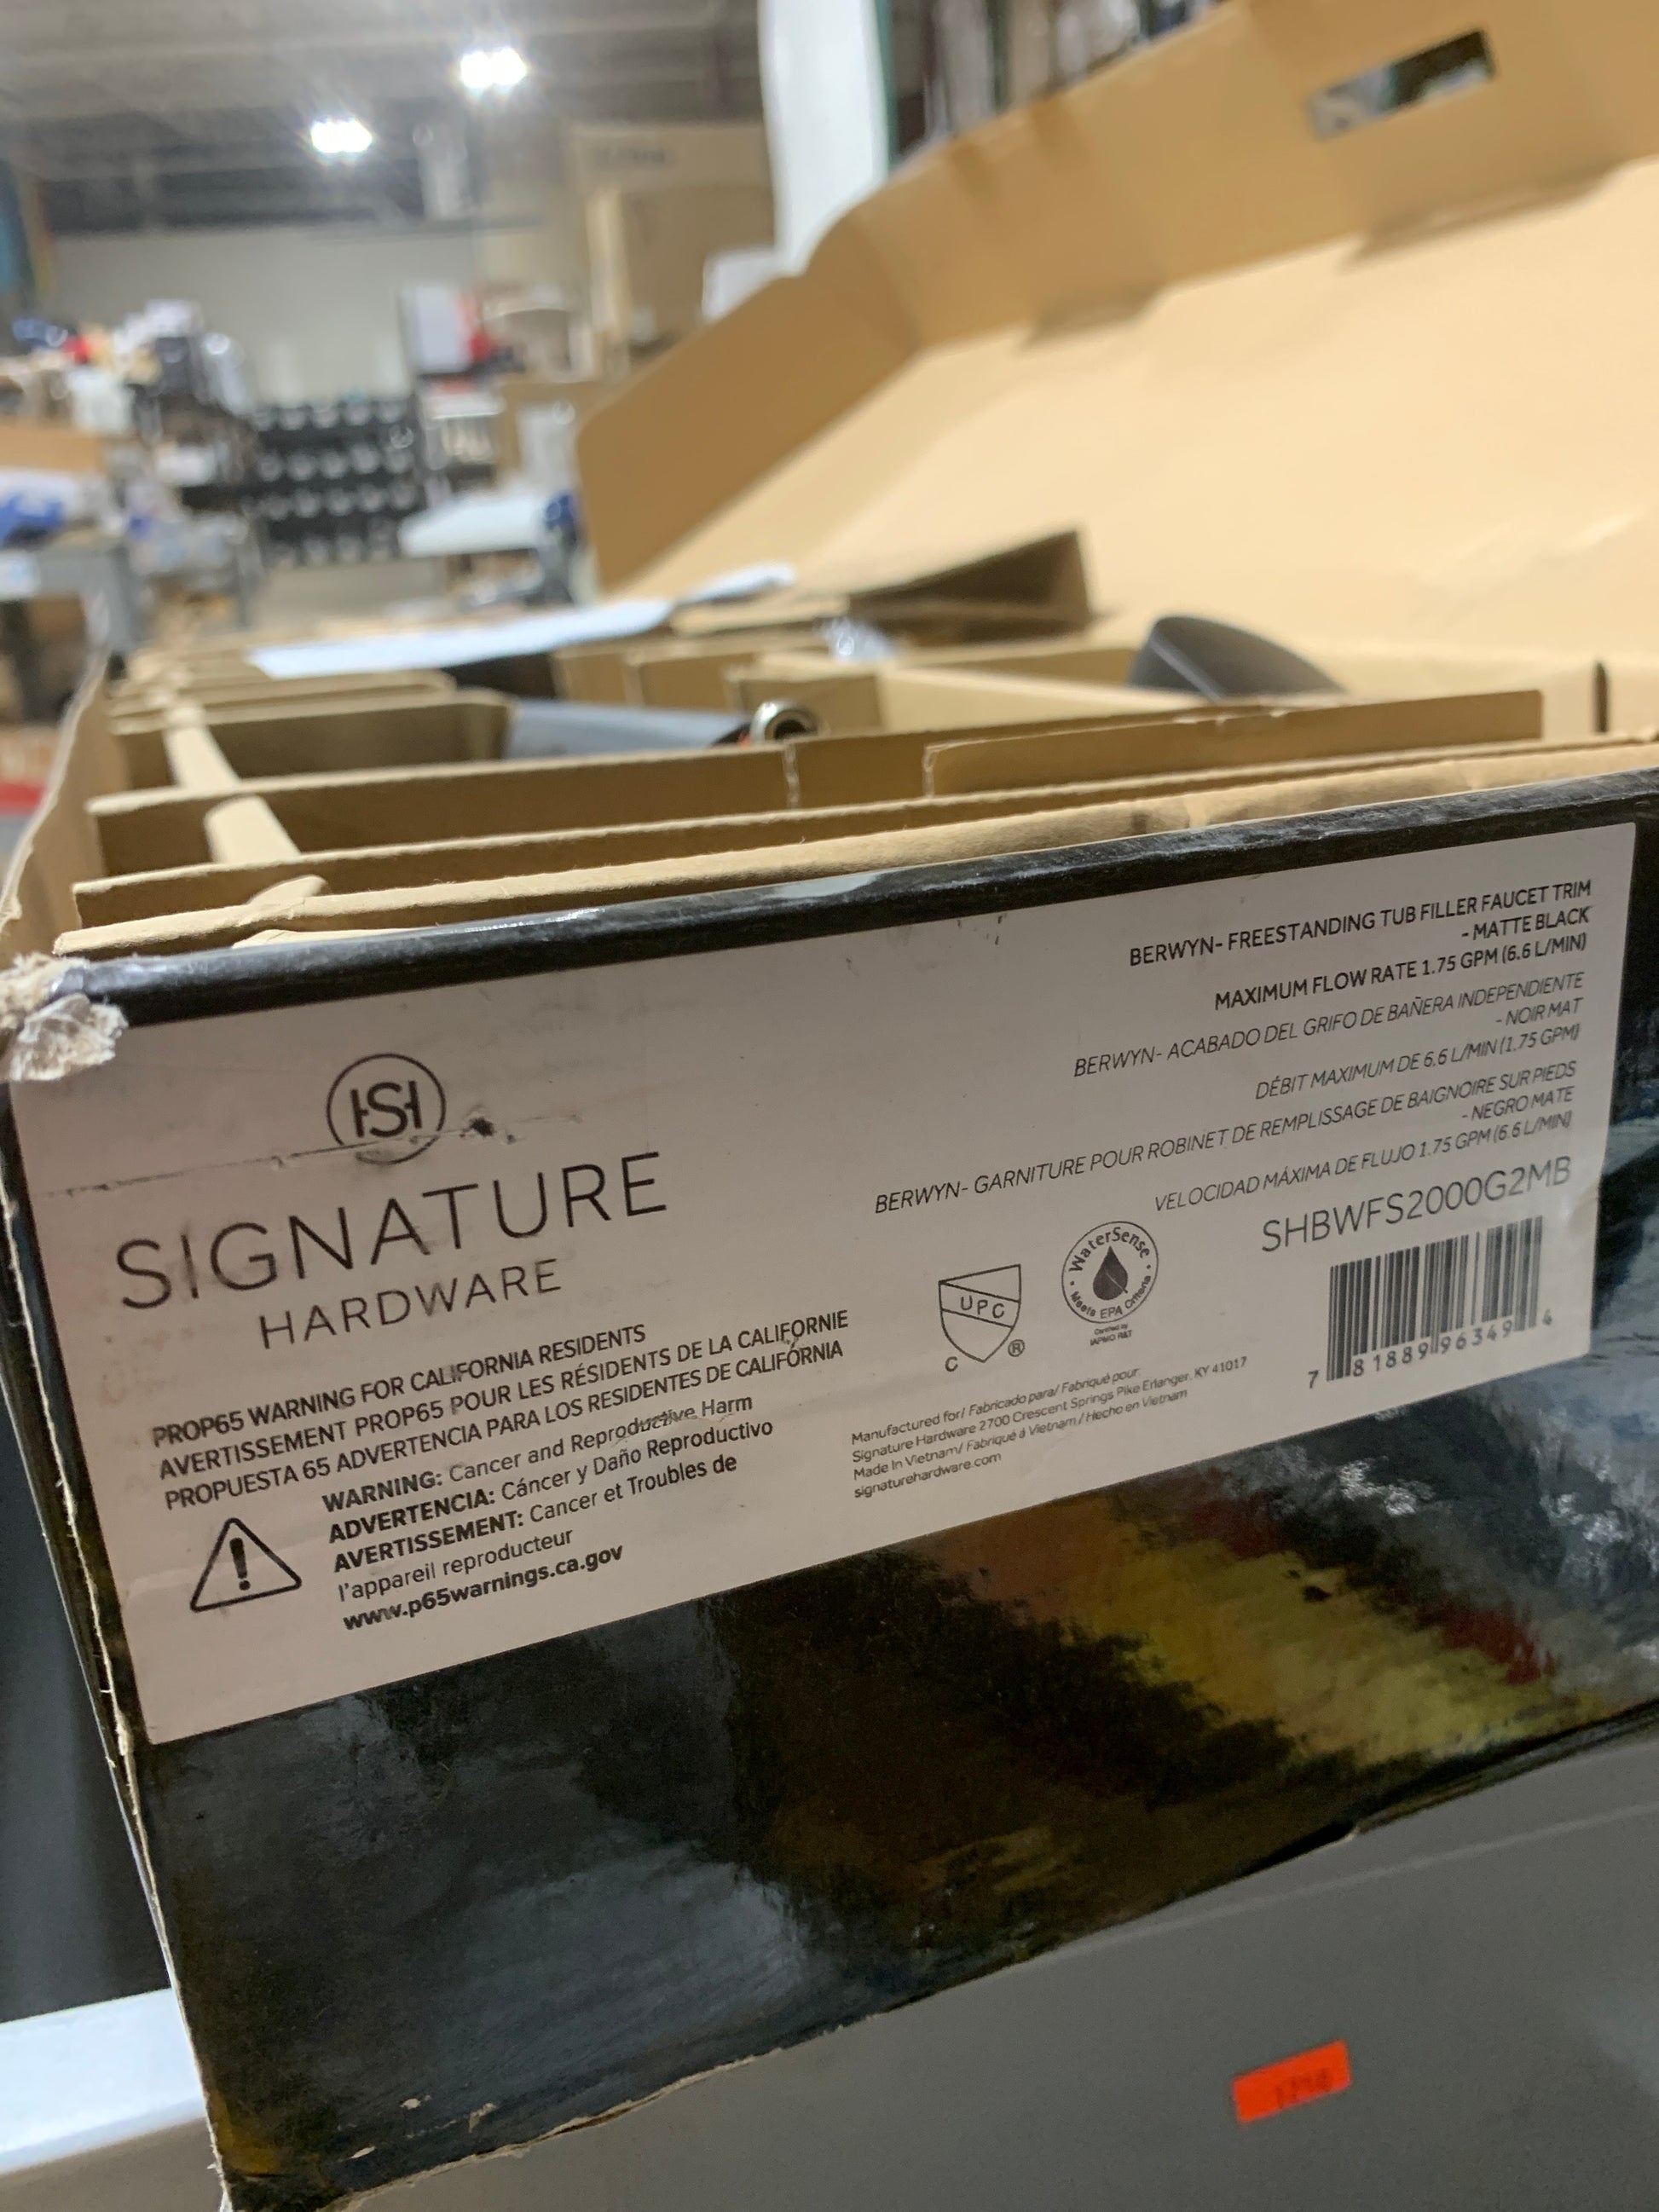 BERWYN- FREESTANDING TUB FILLER FAUCET TRIM
- MATTE BLACK
MAXIMUM FLOW RATE 1.75 GPM (6.6 L/MIN)
BERWYN- ACABADO DEL GRIFO DE BAÑERA INDEPENDIENTE
- NOIR MAT
DÉBIT MAXIMUM DE 6.6 L/MIN (1.75 GPM)
BERWYN- GARNITURE POUR ROBINET DE REMPLISSAGE DE BAIGNOIRE SUR PIEDS
- NEGRO MATE
VELOCIDAD MÁXIMA DE FLUJO 1.75 GPM (6.6 L/MIN)
SHBWFS2000G2MB
7 81889 96349 4
SH
SIGNATURE
HARDWARE
PROP65 WARNING FOR CALIFORNIA RESIDENTS
AVERTISSEMENT PROP65 POUR LES RÉSIDENTS DE LA CALIFORNIE
PROPUESTA 65 ADVERTENCIA PARA LOS RESIDENTES DE CALIFÓRNIA
WARNING: Cancer and Reproductive Harm
ADVERTENCIA: Cáncer y Daño Reproductivo
AVERTISSEMENT: Cancer et Troubles de
l'appareil reproducteur
www.p65warnings.ca.gov
UPC
C ®
WaterSense
Meets EPA Criteria
Certified by
IAPMO R&T
Manufactured for/ Fabricado para/ Fabriqué pour:
Signature Hardware 2700 Crescent Springs Pike Erlanger, KY 41017
Made In Vietnam/ Fabriqué á Vietnam / Hecho en Vietnam
signaturehardware.com